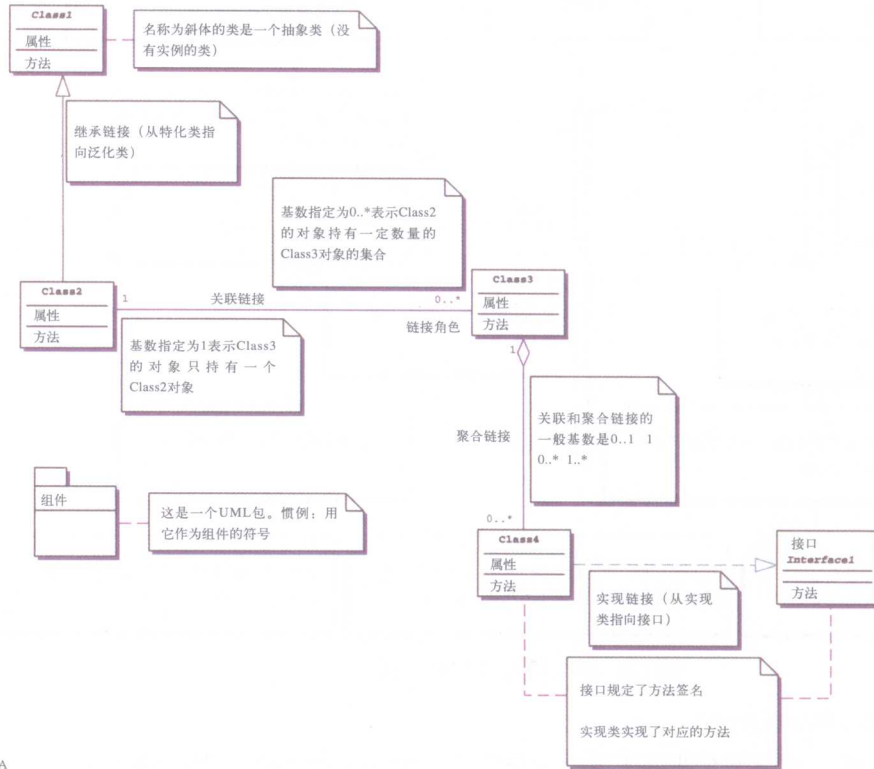 Class1
属性
方法
名称为斜体的类是一个抽象类（没
有实例的类）
继承链接（从特化类指
向泛化类）
基数指定为0..*表示Class2
的对象持有一定数量的
Class3对象的集合
Class2
属性
方法
1
关联链接
0..*
链接角色
Class3
属性
方法
1
基数指定为1表示Class3
的对象只持有一个
Class2对象
聚合链接
关联和聚合链接的
一般基数是0..1 1
0..* 1..*
组件
这是一个UML包。惯例：用
它作为组件的符号
0..*
Class4
属性
方法
接口
Interface1
方法
实现链接（从实现
类指向接口）
接口规定了方法签名
实现类实现了对应的方法
A